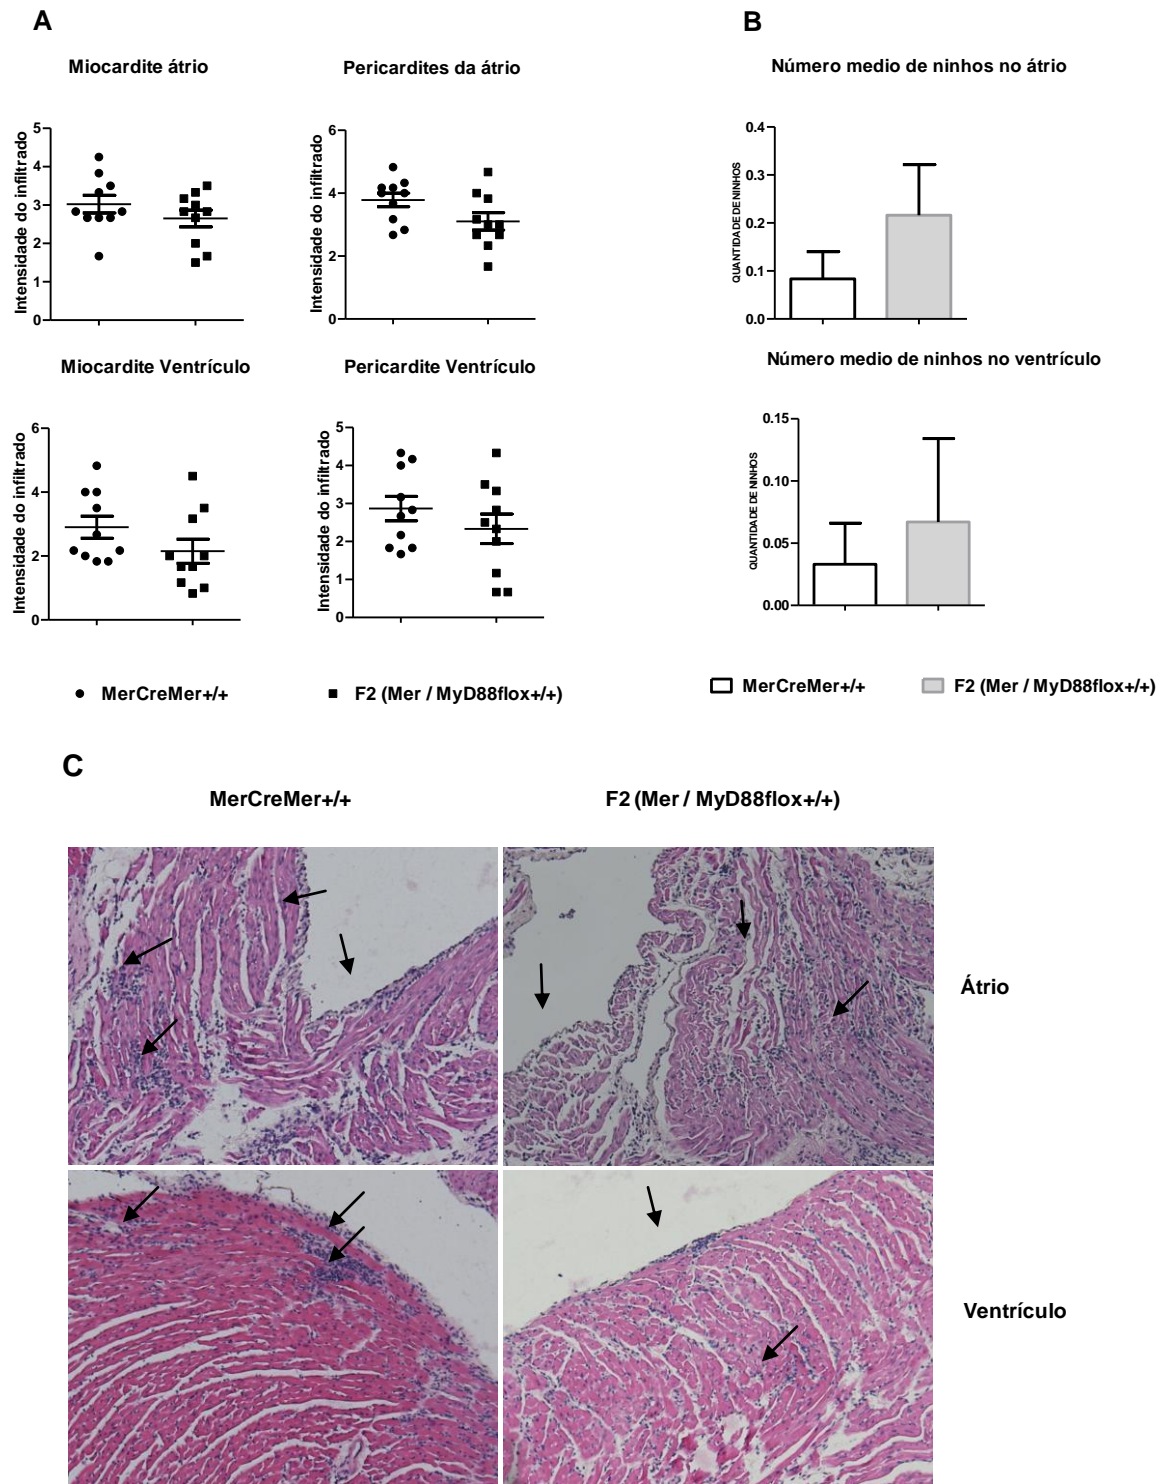 A
B
Miocardite átrio
Pericardites da átrio
Número medio de ninhos no átrio
Intensidade do infiltrado
5
4
3
2
1
0
Intensidade do infiltrado
6
4
2
0
QUANTIDADE DE NINHOS
0.4
0.3
0.2
0.1
0.0
Miocardite Ventrículo
Pericardite Ventrículo
Número medio de ninhos no ventrículo
Intensidade do infiltrado
6
4
2
0
Intensidade do infiltrado
5
4
3
2
1
0
QUANTIDADE DE NINHOS
0.15
0.10
0.05
0.00
MerCreMer+/+
F2 (Mer / MyD88flox+/+)
MerCreMer+/+
F2 (Mer / MyD88flox+/+)
C
MerCreMer+/+
F2 (Mer / MyD88flox+/+)
Átrio
Ventrículo